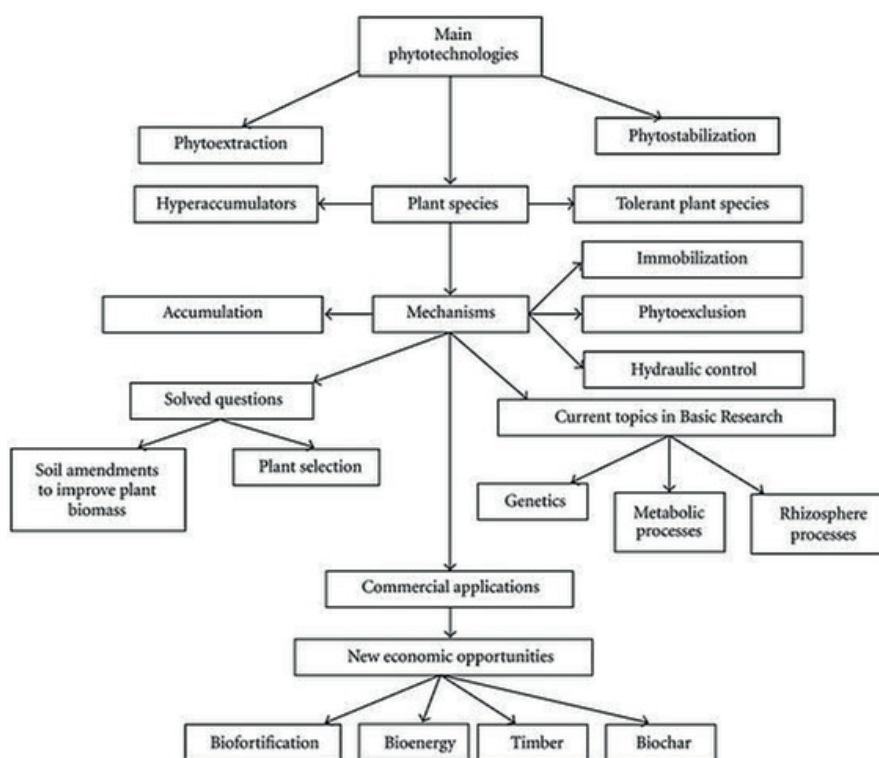 Main
phytotechnologies
Phytoextraction
Phytostabilization
Hyperaccumulators
Plant species
Tolerant plant species
Immobilization
Accumulation
Mechanisms
Phytoexclusion
Hydraulic control
Solved questions
Current topics in Basic Research
Soil amendments
to improve plant
biomass
Plant selection
Genetics
Metabolic
processes
Rhizosphere
processes
Commercial applications
New economic opportunities
Biofortification
Bioenergy
Timber
Biochar